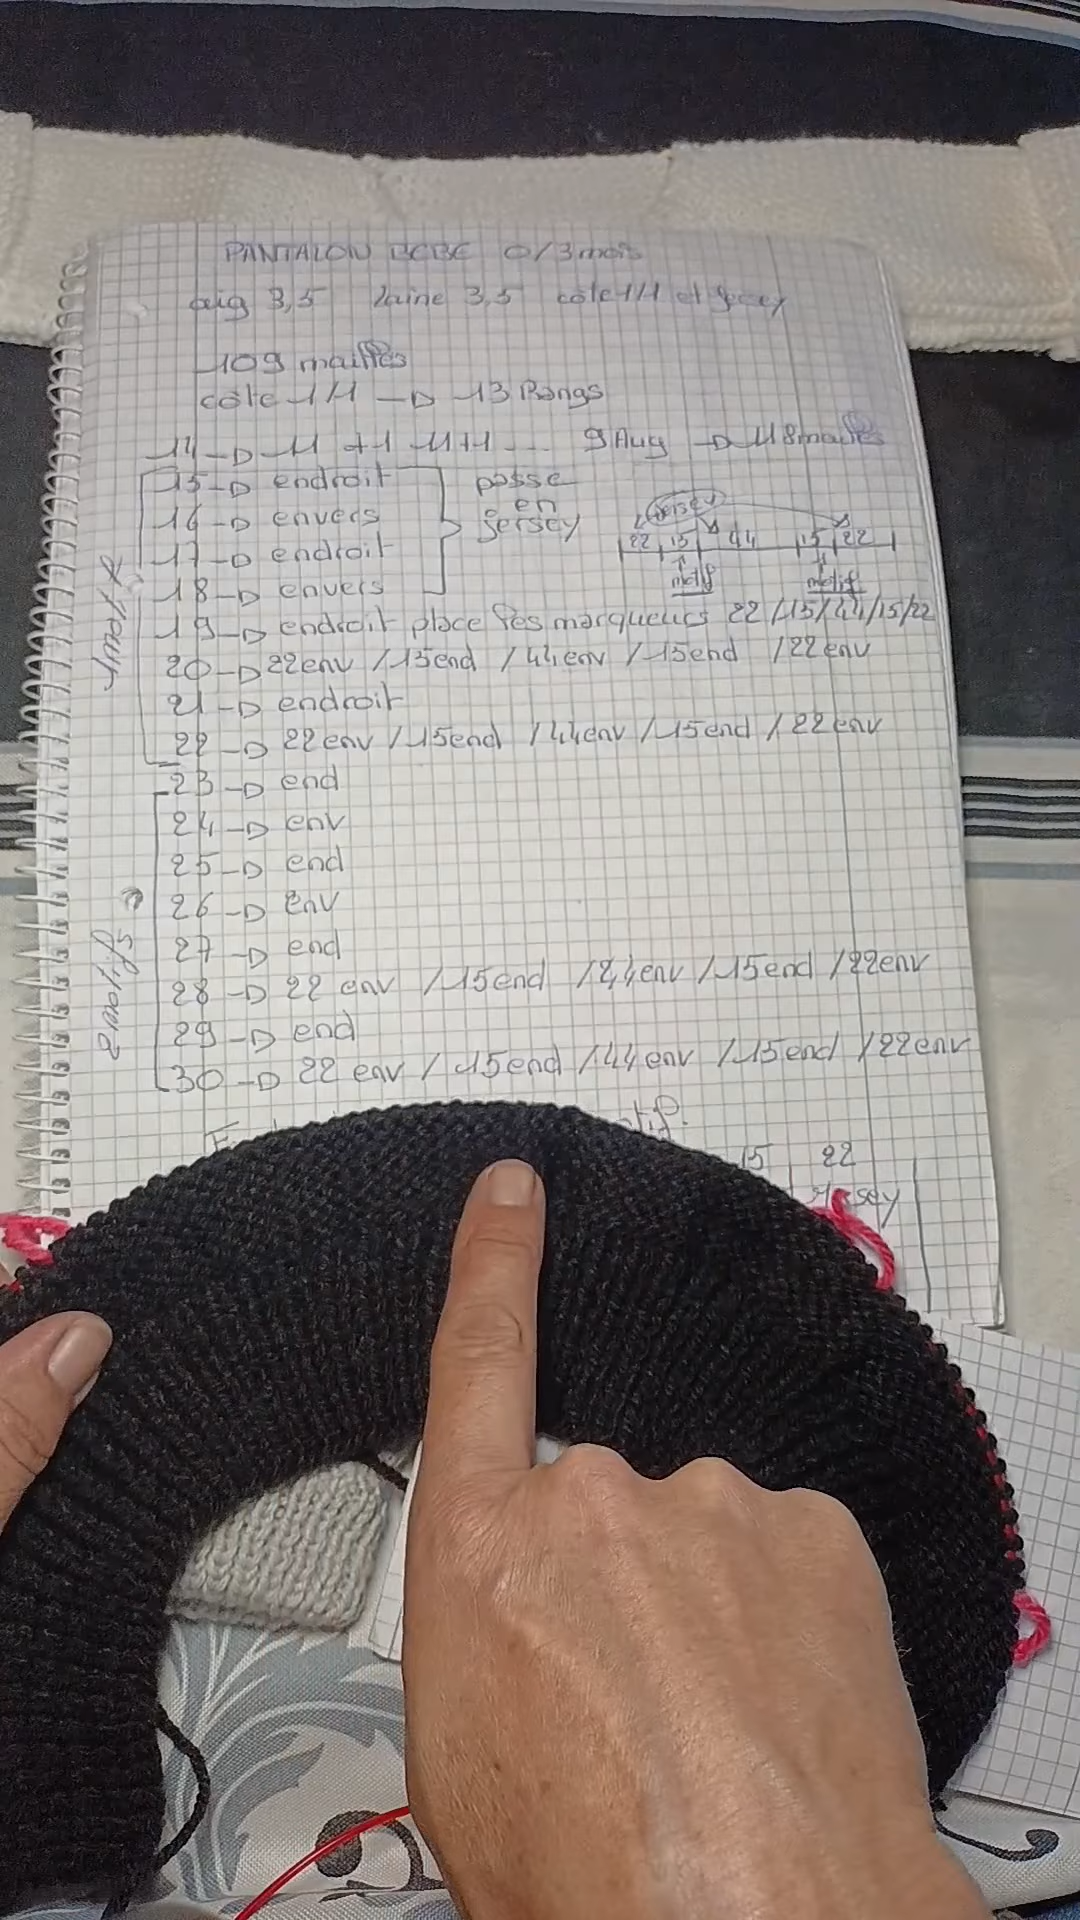 PANTALON BEBE 0/3 mois
aig 3,5 laine 3,5 côte 1/1 et jersey
109 mailles
côte 1/1 → 13 Rangs
14 → 11 +1 11+1 ... 9 Aug → 118 mailles
15 → endroit
16 → envers
17 → endroit
18 → envers
passe
en
jersey
jersey
22 15 44 15 22
motif motif
19 → endroit place les marqueurs 22/15/44/15/22
20 → 22env /15end /44env /15end /22env
21 → endroit
22 → 22env /15end /44env /15end /22env
23 → end
24 → env
25 → end
26 → env
27 → end
28 → 22 env /15end /44env /15end /22env
29 → end
30 → 22 env /15end /44env /15end /22env
15 22
jersey